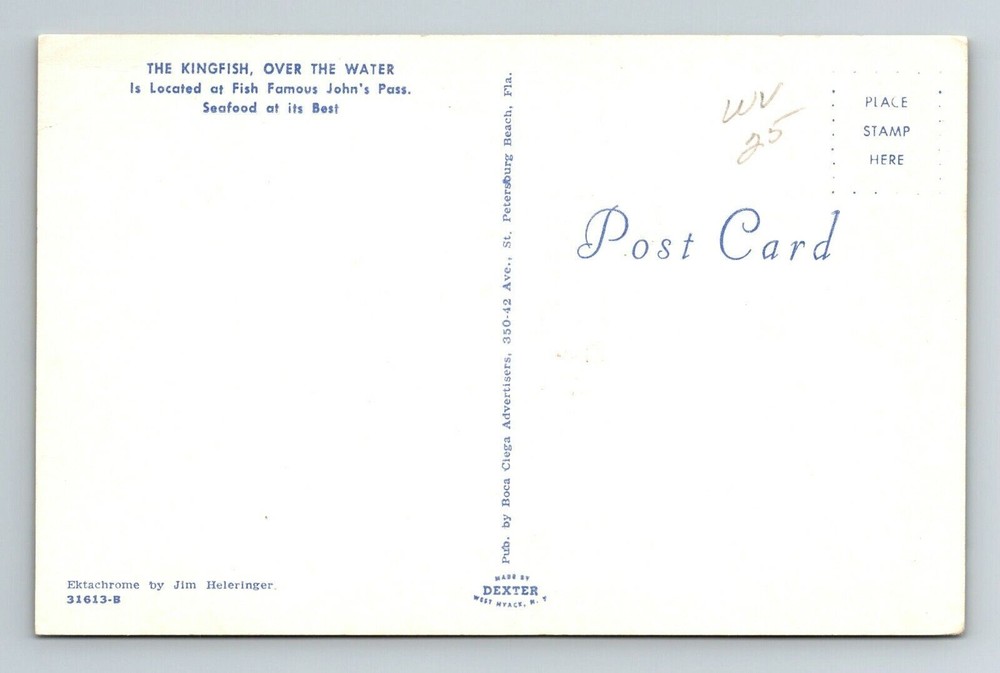 THE KINGFISH, OVER THE WATER
Is Located at Fish Famous John's Pass.
Seafood at its Best
Ektachrome by Jim Heleringer.
31613-B
Pub. by Boca Ciega Advertisers, 350-42 Ave., St. Petersburg Beach, Fla.
MADE BY
DEXTER
WEST NYACK, N. Y.
WV
25
PLACE
STAMP
HERE
Post Card